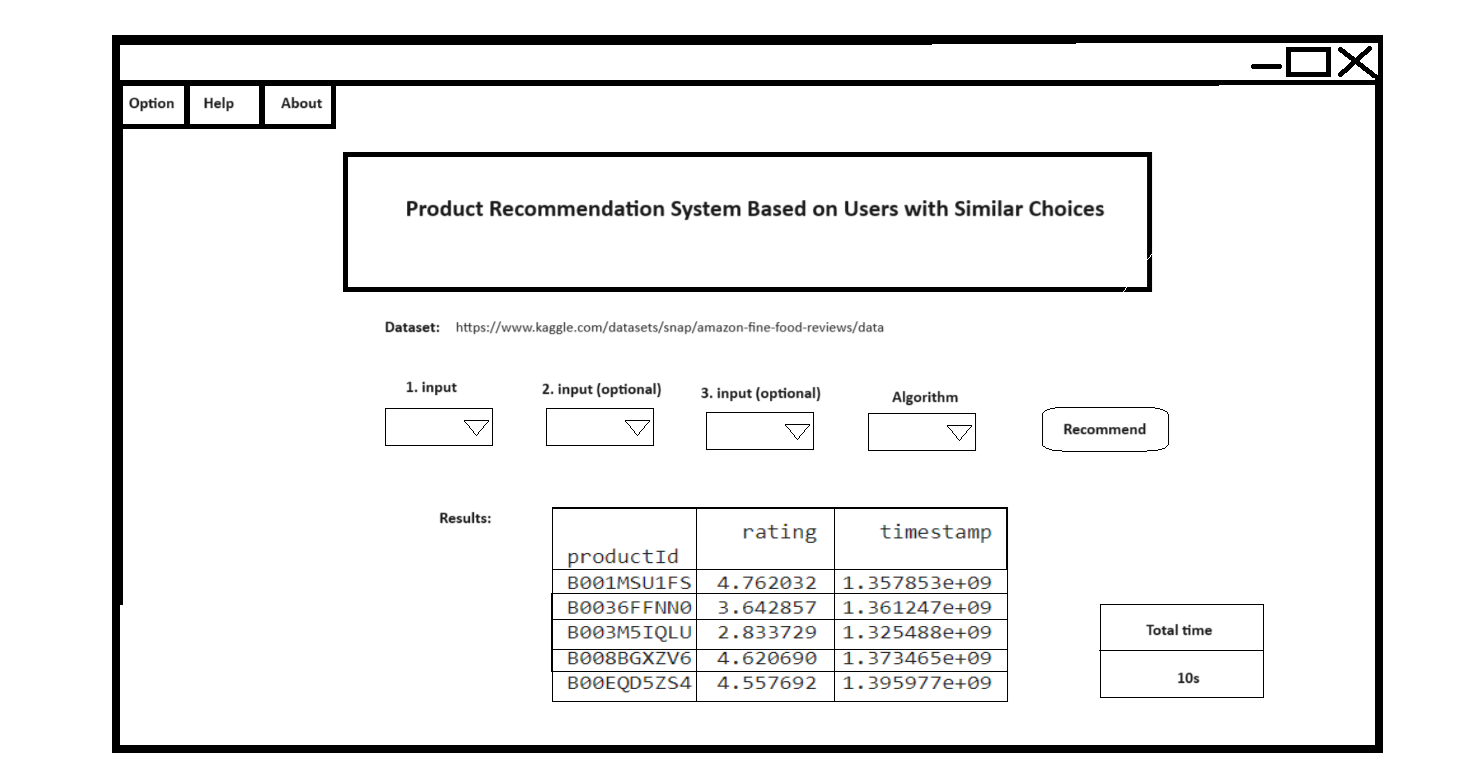 Option Help About
Product Recommendation System Based on Users with Similar Choices
Dataset: https://www.kaggle.com/datasets/snap/amazon-fine-food-reviews/data
1. input 2. input (optional) 3. input (optional) Algorithm
Recommend
Results:
rating timestamp
productId
B001MSU1FS 4.762032 1.357853e+09
B0036FFNN0 3.642857 1.361247e+09
B003M5IQLU 2.833729 1.325488e+09
B008BGXZV6 4.620690 1.373465e+09
B00EQD5ZS4 4.557692 1.395977e+09
Total time
10s